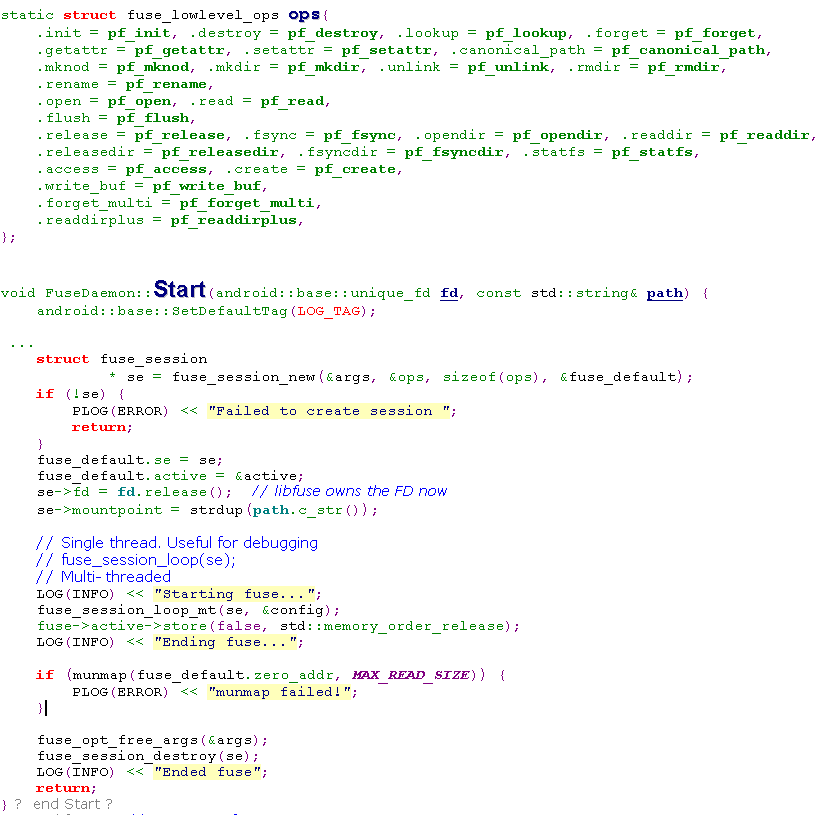 static struct fuse_lowlevel_ops ops{
    .init = pf_init, .destroy = pf_destroy, .lookup = pf_lookup, .forget = pf_forget,
    .getattr = pf_getattr, .setattr = pf_setattr, .canonical_path = pf_canonical_path,
    .mknod = pf_mknod, .mkdir = pf_mkdir, .unlink = pf_unlink, .rmdir = pf_rmdir,
    .rename = pf_rename,
    .open = pf_open, .read = pf_read,
    .flush = pf_flush,
    .release = pf_release, .fsync = pf_fsync, .opendir = pf_opendir, .readdir = pf_readdir,
    .releasedir = pf_releasedir, .fsyncdir = pf_fsyncdir, .statfs = pf_statfs,
    .access = pf_access, .create = pf_create,
    .write_buf = pf_write_buf,
    .forget_multi = pf_forget_multi,
    .readdirplus = pf_readdirplus,
};
void FuseDaemon::Start(android::base::unique_fd fd, const std::string& path) {
    android::base::SetDefaultTag(LOG_TAG);
 ...
    struct fuse_session
            * se = fuse_session_new(&args, &ops, sizeof(ops), &fuse_default);
    if (!se) {
        PLOG(ERROR) << "Failed to create session ";
        return;
    }
    fuse_default.se = se;
    fuse_default.active = &active;
    se->fd = fd.release();  // libfuse owns the FD now
    se->mountpoint = strdup(path.c_str());
    // Single thread. Useful for debugging
    // fuse_session_loop(se);
    // Multi-threaded
    LOG(INFO) << "Starting fuse...";
    fuse_session_loop_mt(se, &config);
    fuse->active->store(false, std::memory_order_release);
    LOG(INFO) << "Ending fuse...";
    if (munmap(fuse_default.zero_addr, MAX_READ_SIZE)) {
        PLOG(ERROR) << "munmap failed!";
    }
    fuse_opt_free_args(&args);
    fuse_session_destroy(se);
    LOG(INFO) << "Ended fuse";
    return;
} ? end Start ?